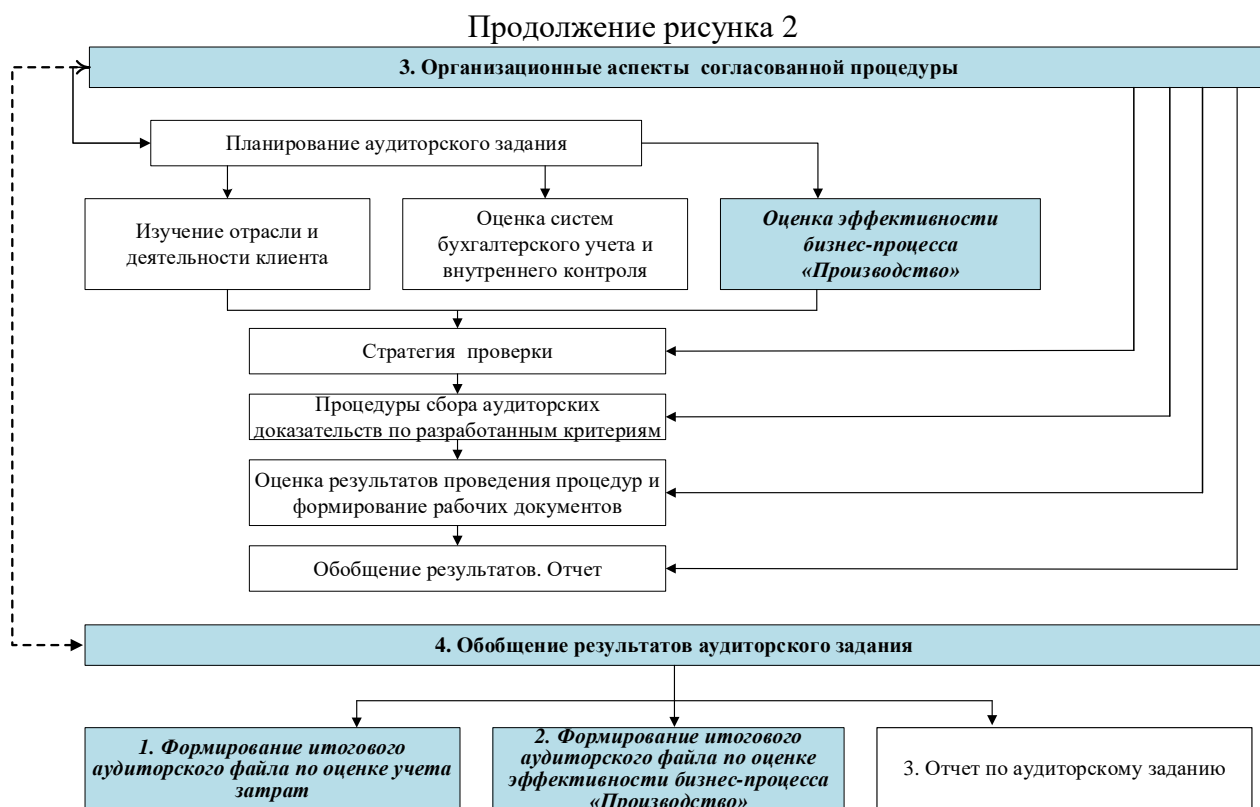 Продолжение рисунка 2
3. Организационные аспекты согласованной процедуры
Планирование аудиторского задания
Изучение отрасли и
деятельности клиента
Оценка систем
бухгалтерского учета и
внутреннего контроля
Оценка эффективности
бизнес-процесса
«Производство»
Стратегия проверки
Процедуры сбора аудиторских
доказательств по разработанным критериям
Оценка результатов проведения процедур и
формирование рабочих документов
Обобщение результатов. Отчет
4. Обобщение результатов аудиторского задания
1. Формирование итогового
аудиторского файла по оценке учета
затрат
2. Формирование итогового
аудиторского файла по оценке
эффективности бизнес-процесса
«Производство»
3. Отчет по аудиторскому заданию